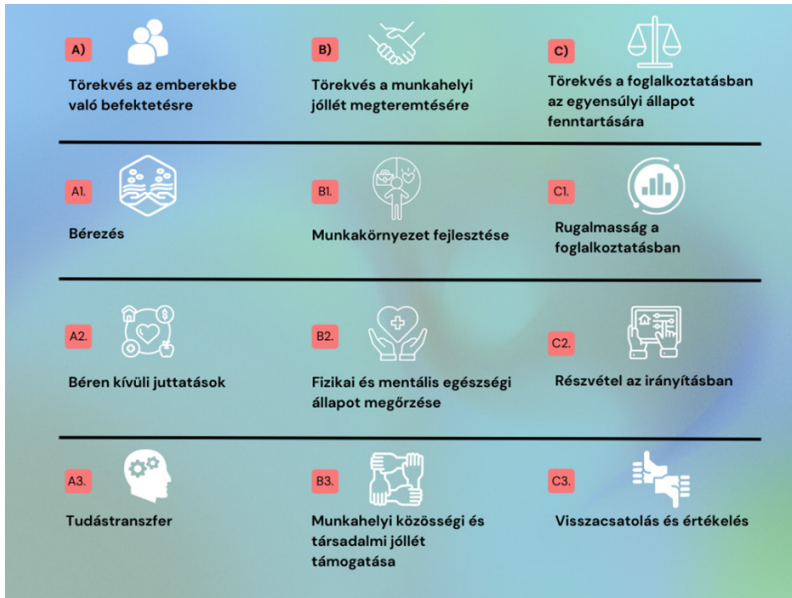 A)
Törekvés az emberekbe
való befektetésre
B)
Törekvés a munkahelyi
jóllét megteremtésére
C)
Törekvés a foglalkoztatásban
az egyensúlyi állapot
fenntartására
A1.
Bérezés
B1.
Munkakörnyezet fejlesztése
C1.
Rugalmasság a
foglalkoztatásban
A2.
Béren kívüli juttatások
B2.
Fizikai és mentális egészségi
állapot megőrzése
C2.
Részvétel az irányításban
A3.
Tudástranszfer
B3.
Munkahelyi közösségi és
társadalmi jóllét
támogatása
C3.
Visszacsatolás és értékelés